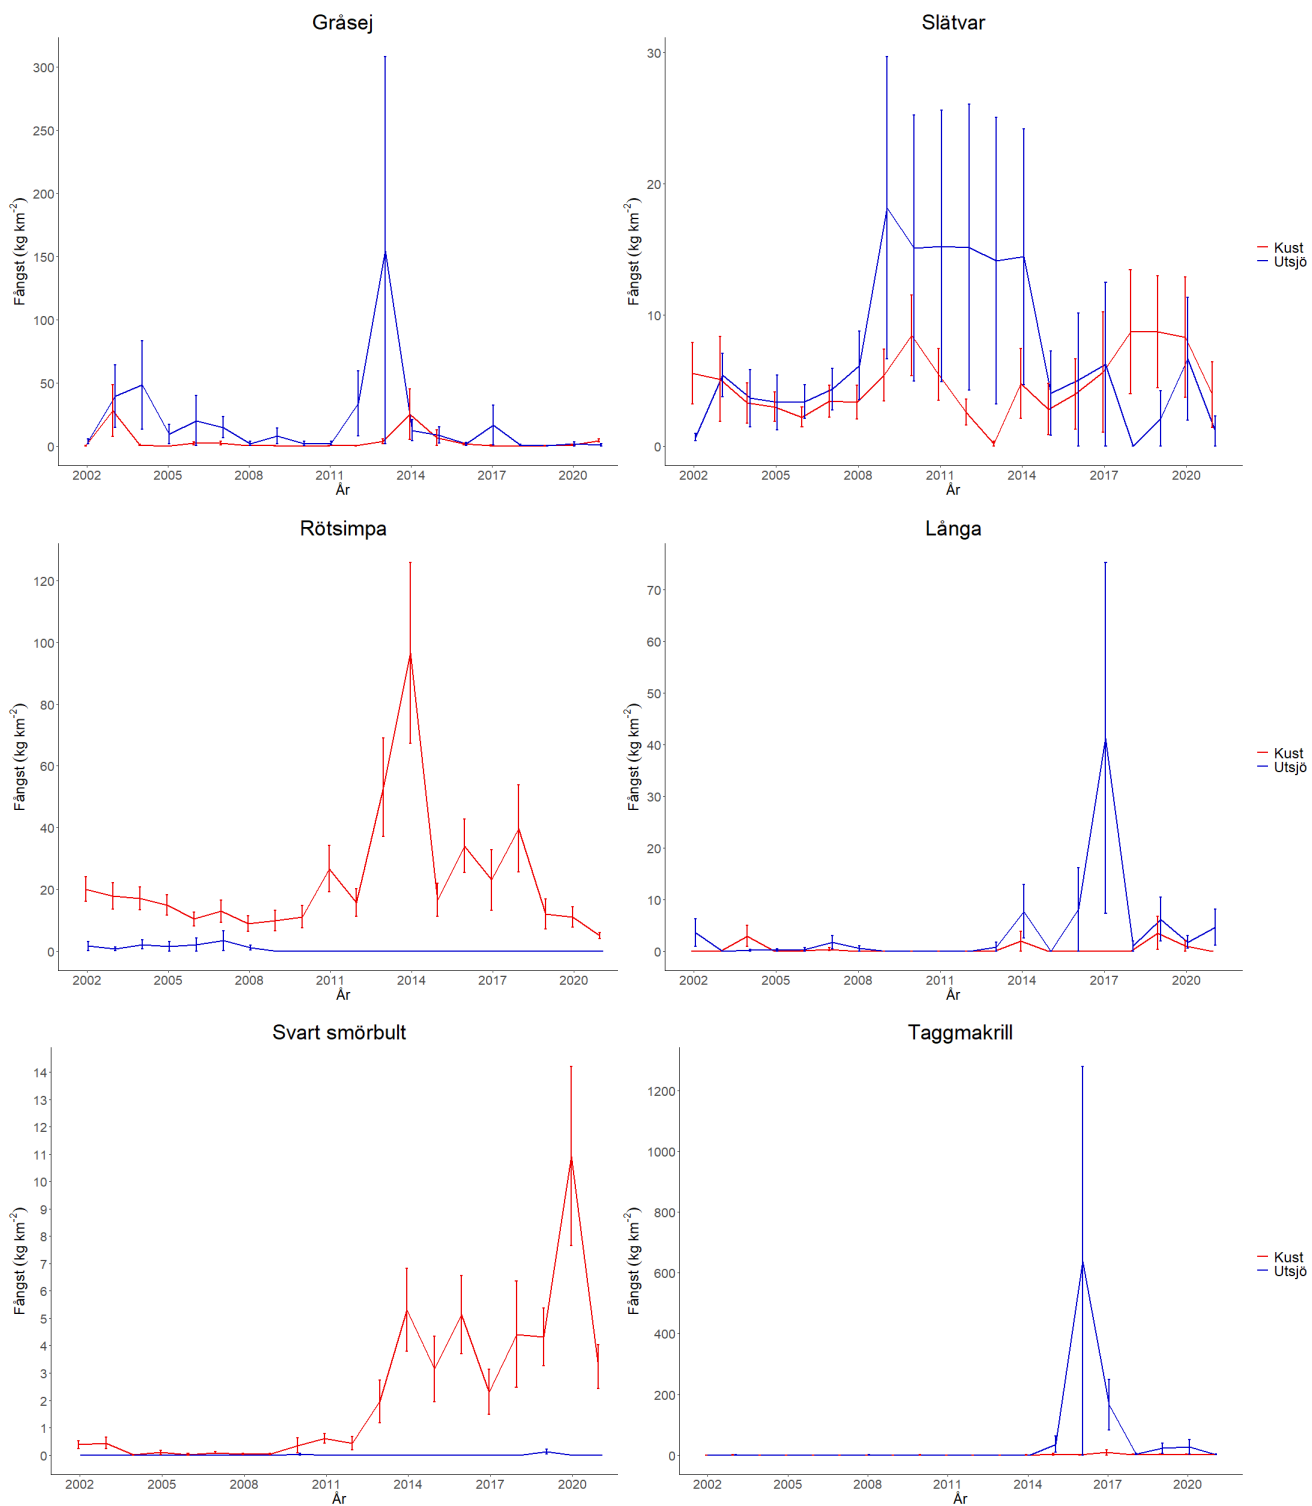 Gråsej
Fångst (kg km-2)
300
250
200
150
100
50
0
2002 2005 2008 2011 2014 2017 2020
År
Slätvar
Fångst (kg km-2)
30
20
10
0
2002 2005 2008 2011 2014 2017 2020
År
Kust
Utsjö
Rötsimpa
Fångst (kg km-2)
120
100
80
60
40
20
0
2002 2005 2008 2011 2014 2017 2020
År
Långa
Fångst (kg km-2)
70
60
50
40
30
20
10
0
2002 2005 2008 2011 2014 2017 2020
År
Kust
Utsjö
Svart smörbult
Fångst (kg km-2)
14
13
12
11
10
9
8
7
6
5
4
3
2
1
0
2002 2005 2008 2011 2014 2017 2020
År
Taggmakrill
Fångst (kg km-2)
1200
1000
800
600
400
200
0
2002 2005 2008 2011 2014 2017 2020
År
Kust
Utsjö